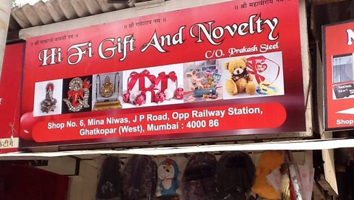 Hi Fi Gift And Novelty
C/O. Prakash Steel
Shop No. 6, Mina Niwas, J P Road, Opp Railway Station,
Ghatkopar (West), Mumbai : 4000 86